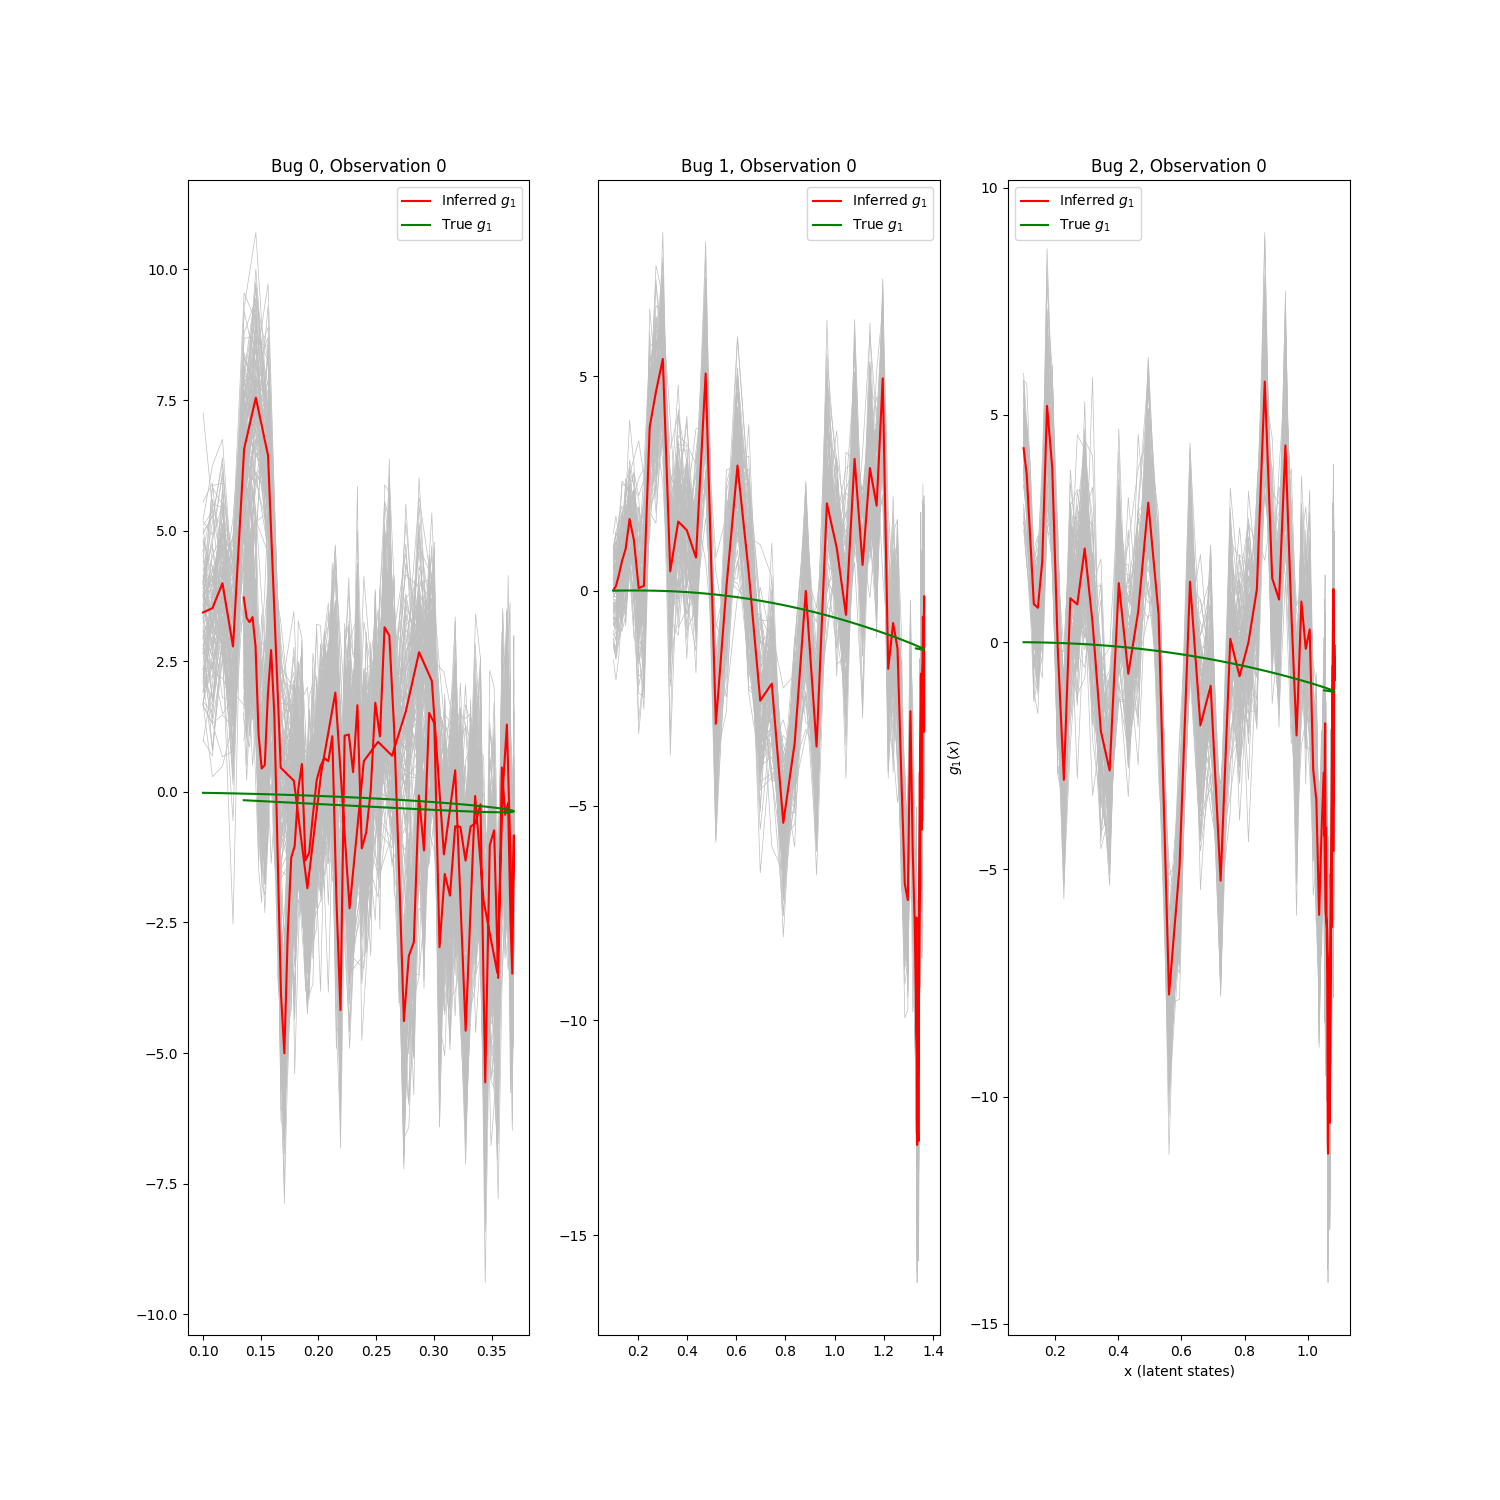 Bug 0, Observation 0
Inferred g₁
True g₁
10.0
7.5
5.0
2.5
0.0
−2.5
−5.0
−7.5
−10.0
0.10 0.15 0.20 0.25 0.30 0.35
Bug 1, Observation 0
Inferred g₁
True g₁
5
0
−5
−10
−15
0.2 0.4 0.6 0.8 1.0 1.2 1.4
Bug 2, Observation 0
Inferred g₁
True g₁
g₁(x)
10
5
0
−5
−10
−15
0.2 0.4 0.6 0.8 1.0
x (latent states)